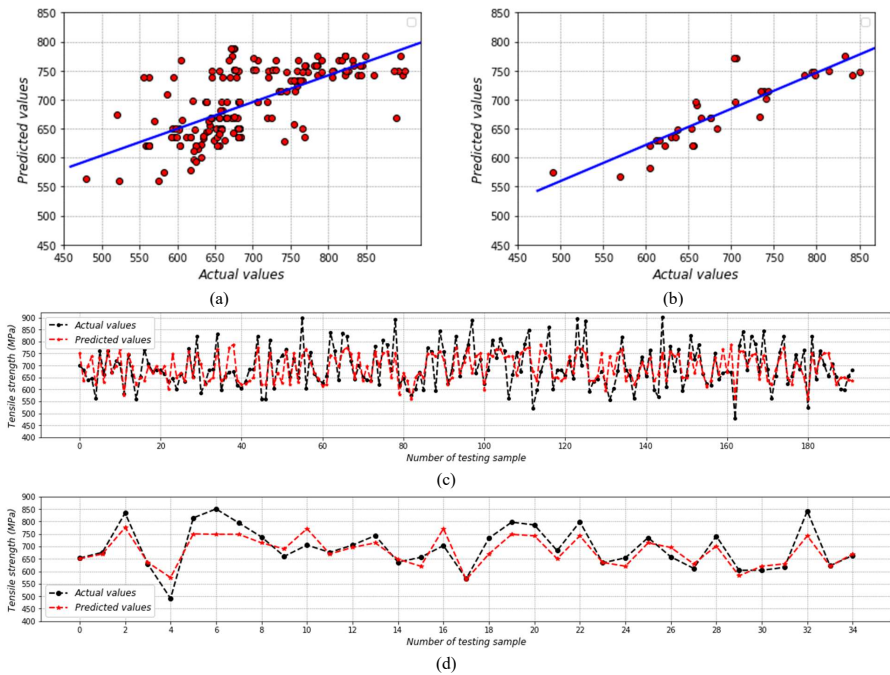 850
800
750
700
650
600
550
500
450
450 500 550 600 650 700 750 800 850
Predicted values
Actual values
(a)
850
800
750
700
650
600
550
500
450
450 500 550 600 650 700 750 800 850
Predicted values
Actual values
(b)
Tensile strength (MPa)
900
850
800
750
700
650
600
550
500
450
400
Actual values
Predicted values
0 20 40 60 80 100 120 140 160 180
Number of testing sample
(c)
Tensile strength (MPa)
900
850
800
750
700
650
600
550
500
450
400
Actual values
Predicted values
0 2 4 6 8 10 12 14 16 18 20 22 24 26 28 30 32 34
Number of testing sample
(d)